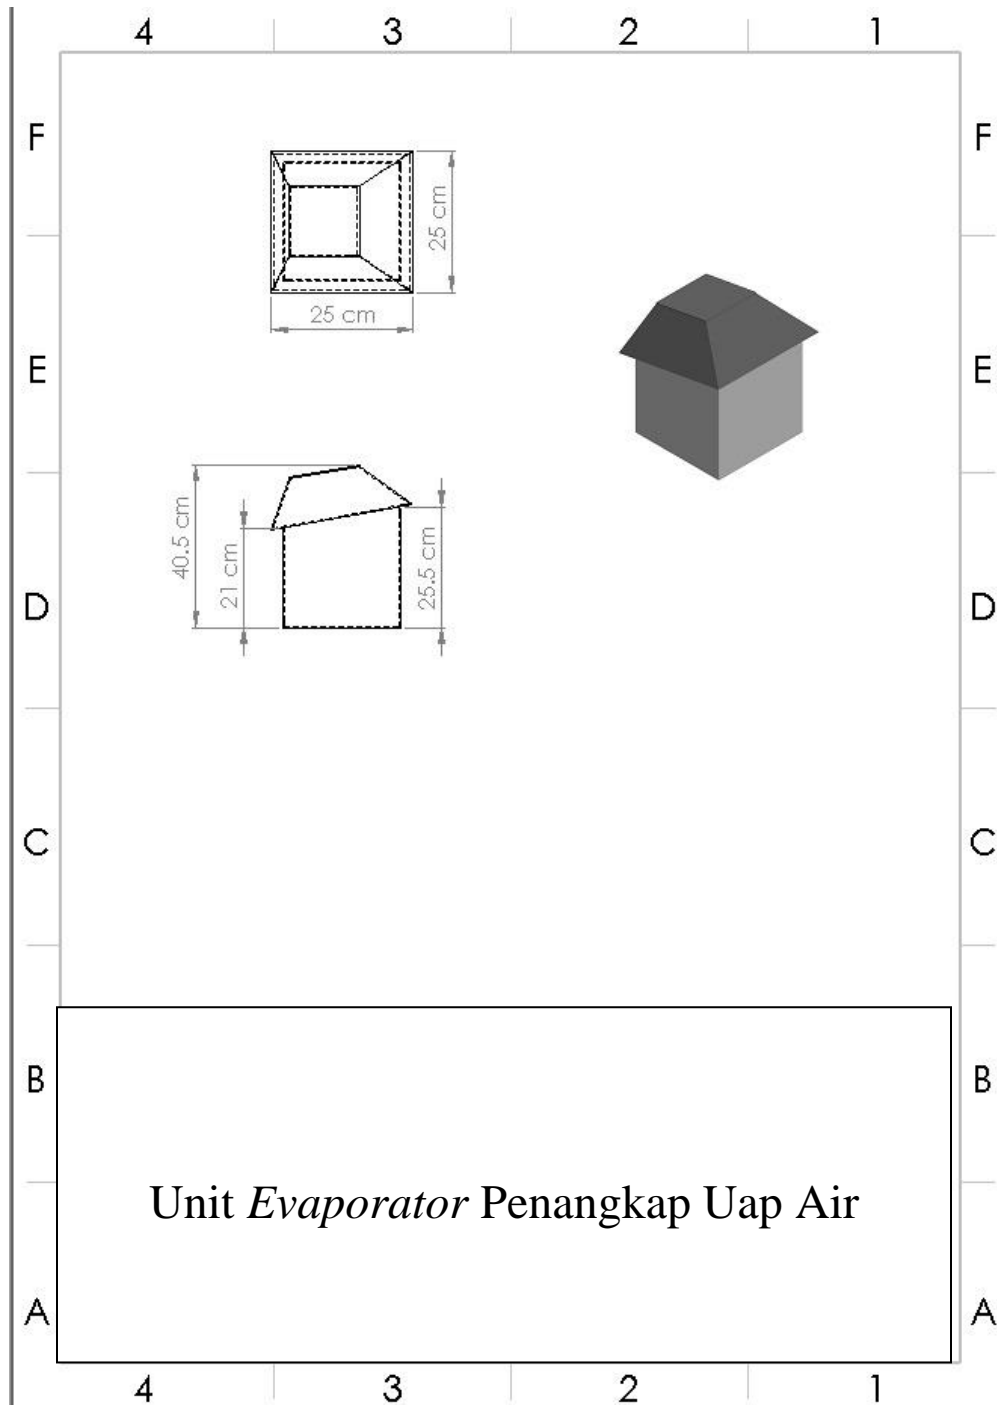 4 3 2 1
F F
25 cm
25 cm
E E
40.5 cm
21 cm
25.5 cm
D D
C C
B B
Unit Evaporator Penangkap Uap Air
A A
4 3 2 1